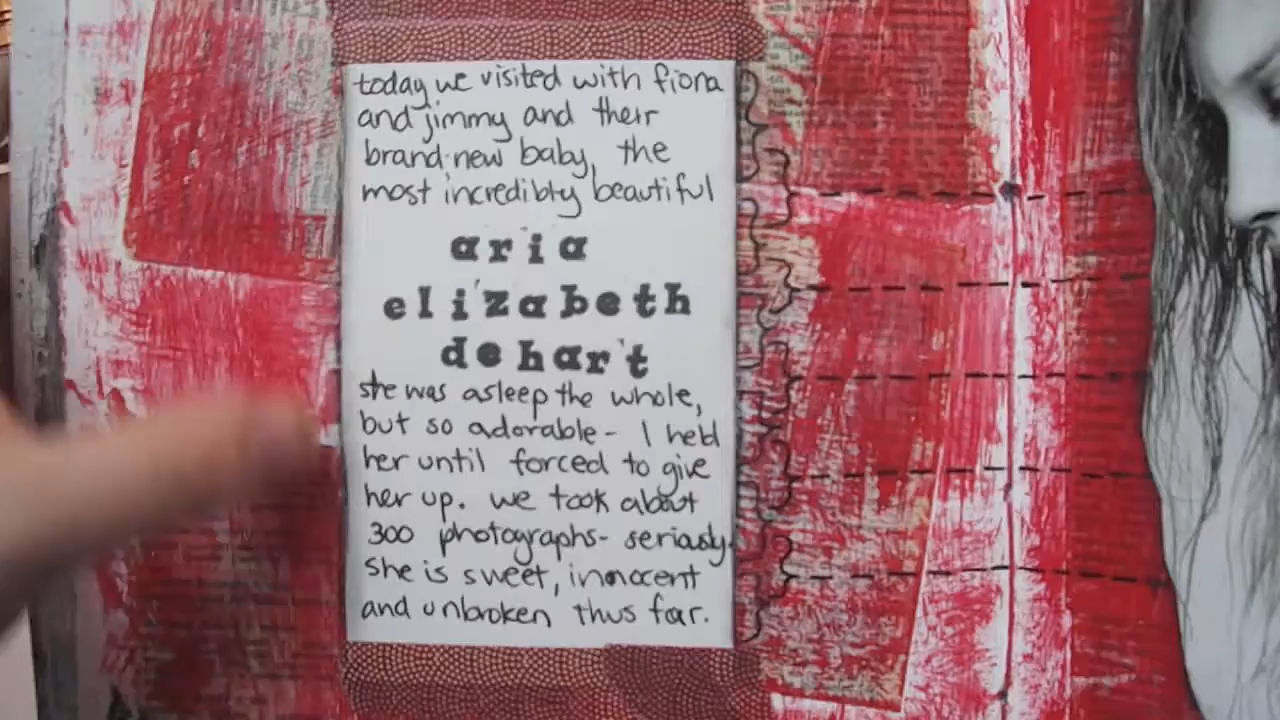 today we visited with fiona
and jimmy and their
brand-new baby, the
most incredibly beautiful
aria
elizabeth
dehart
she was asleep the whole,
but so adorable - I held
her until forced to give
her up. we took about
300 photographs - seriously.
she is sweet, innocent
and unbroken thus far.